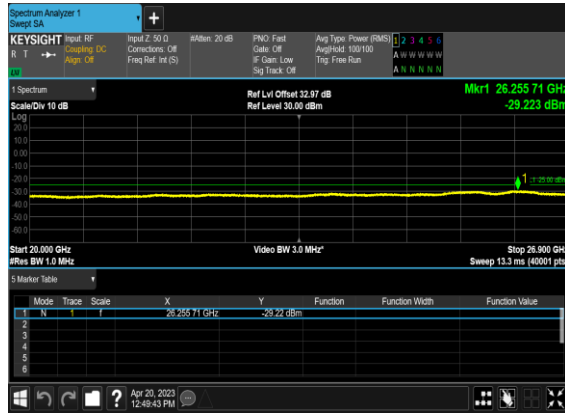 Spectrum Analyzer 1
Swept SA
+
KEYSIGHT Input: RF Input Z: 50 Ω #Atten: 20 dB PNO: Fast Avg Type: Power (RMS) 1 2 3 4 5 6
R T Coupling: DC Corrections: Off Gate: Off Avg|Hold: 100/100 A W W W W W
Align: Off Freq Ref: Int (S) IF Gain: Low Trig: Free Run A N N N N N
Sig Track: Off
1 Spectrum Ref Lvl Offset 32.97 dB Mkr1 26.255 71 GHz
Scale/Div 10 dB Ref Level 30.00 dBm -29.223 dBm
Log
20.0
10.0
0.00
-10.0
-20.0 1
-30.0
-40.0
-50.0
-60.0
Start 20.000 GHz Video BW 3.0 MHz* Stop 26.900 GHz
#Res BW 1.0 MHz Sweep 13.3 ms (40001 pts)
5 Marker Table
Mode Trace Scale X Y Function Function Width Function Value
1 N 1 f 26.255 71 GHz -29.22 dBm
2
3
4
5
6
? Apr 20, 2023
12:49:43 PM